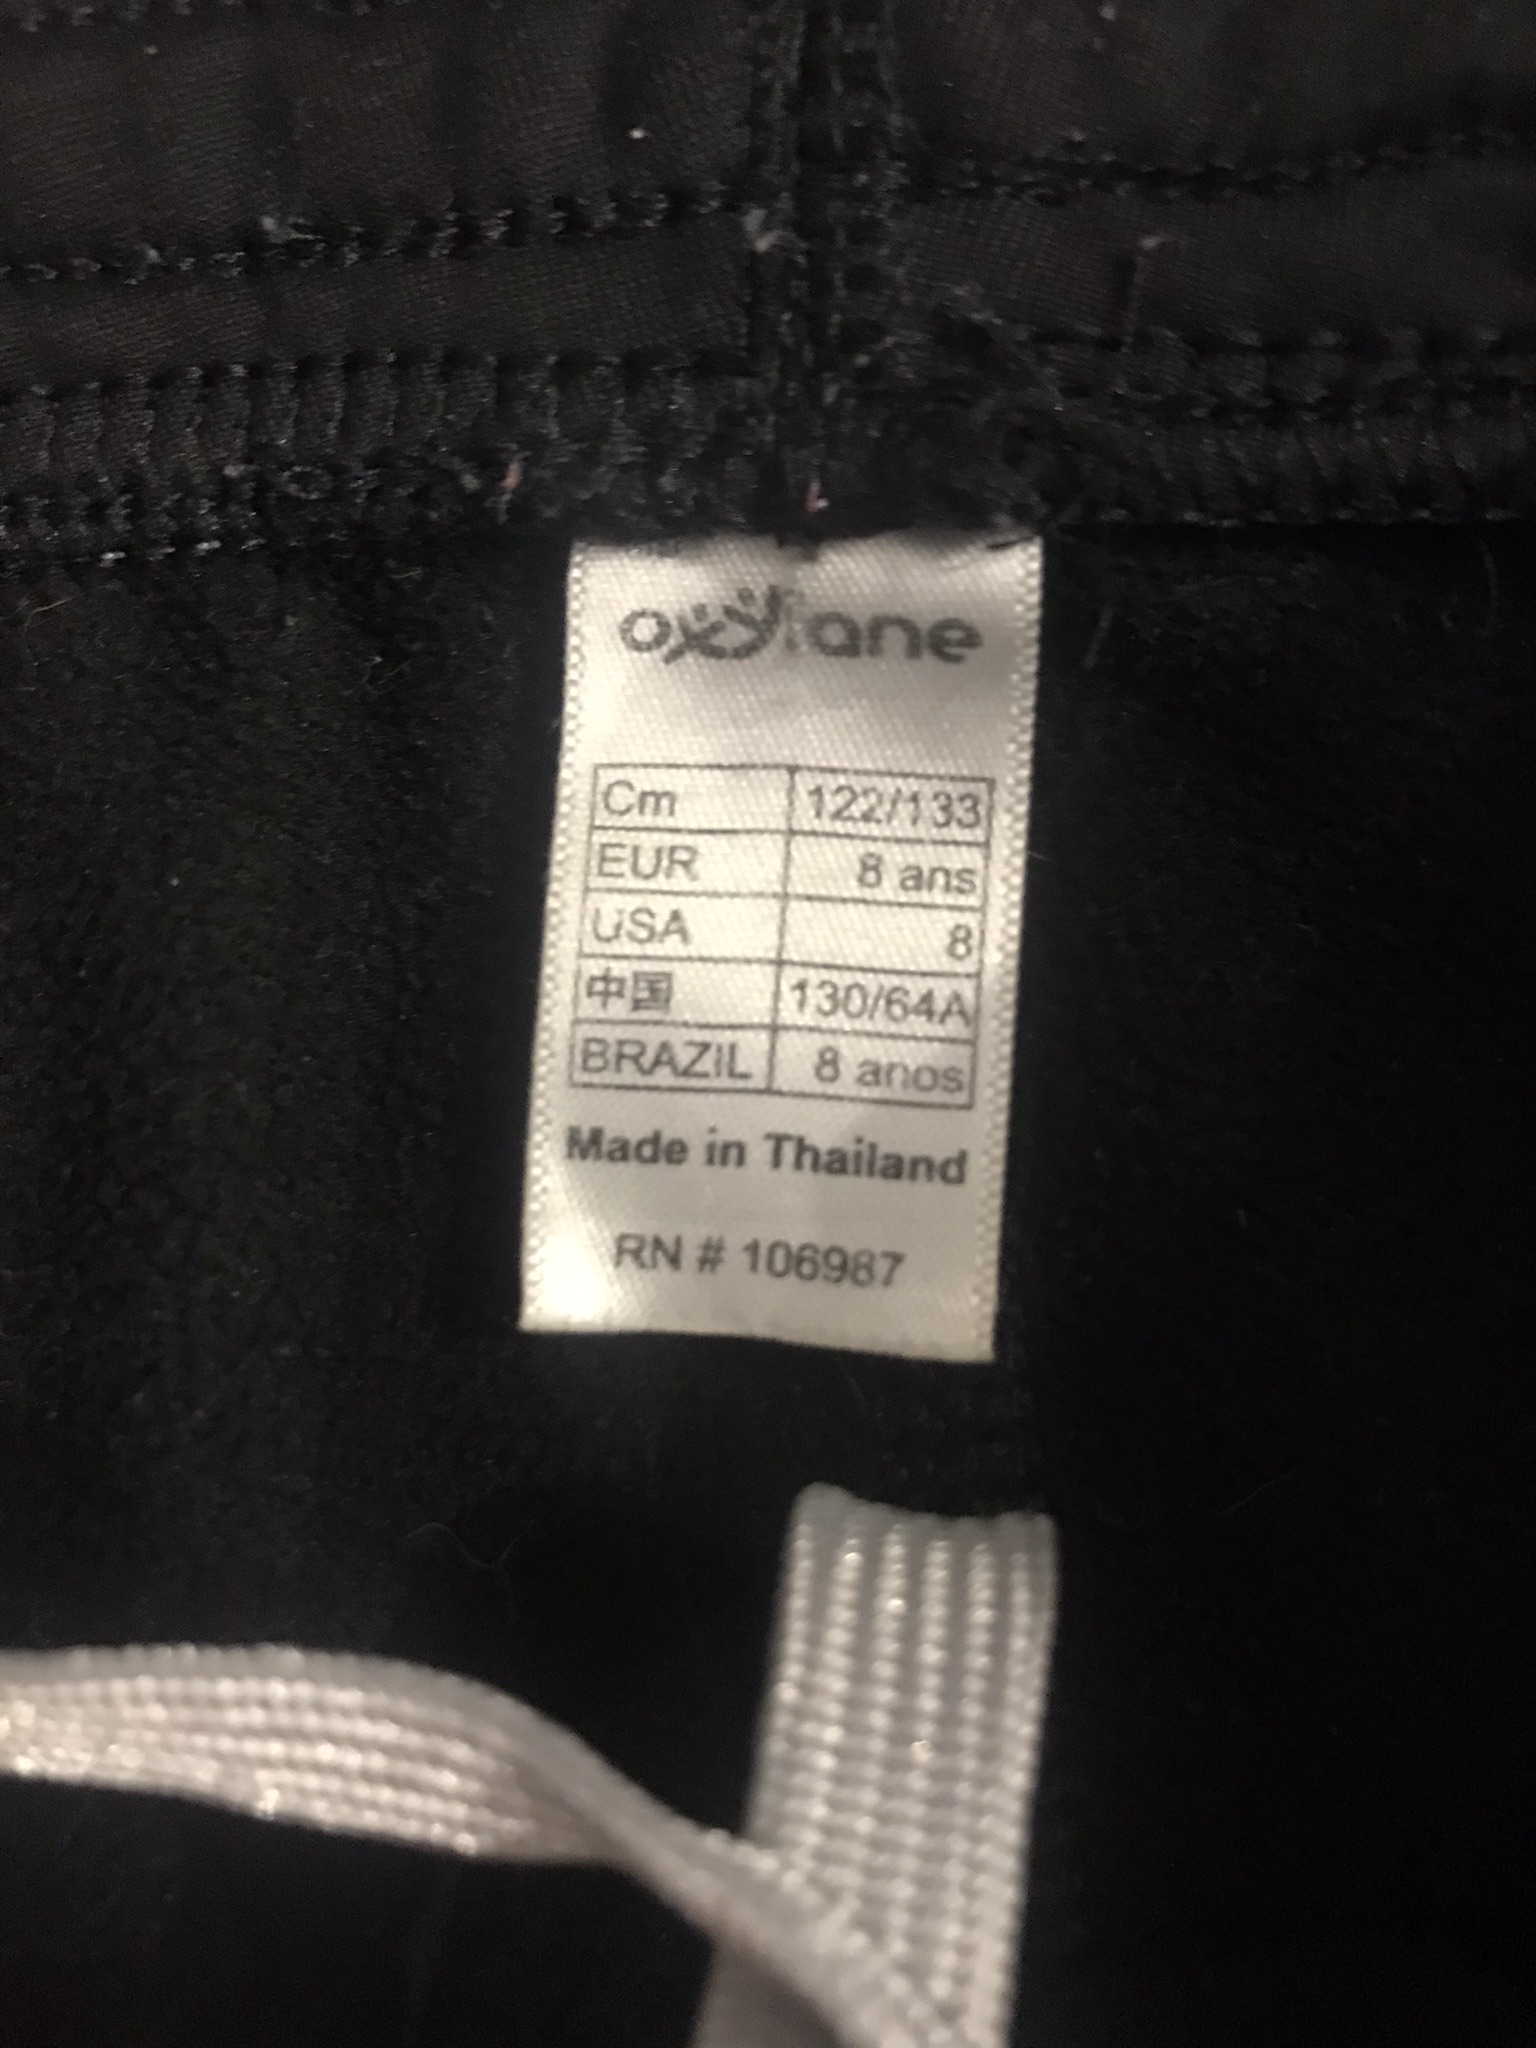 oxylane
Cm 122/133
EUR 8 ans
USA 8
中国 130/64A
BRAZIL 8 anos
Made in Thailand
RN # 106987